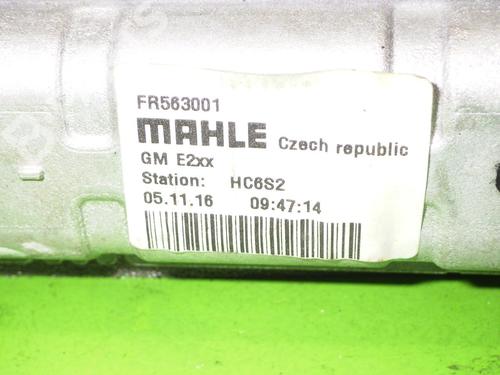 FR563001
MAHLE Czech republic
GM E2xx
Station: HC6S2
05.11.16 09:47:14